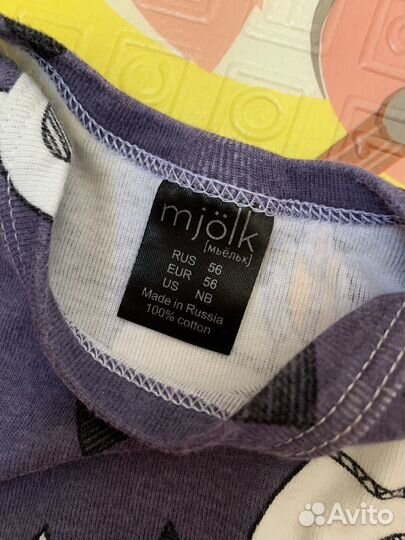 mjölk
[мьёльк]
RUS 56
EUR 56
US NB
Made in Russia
100% cotton
Avito